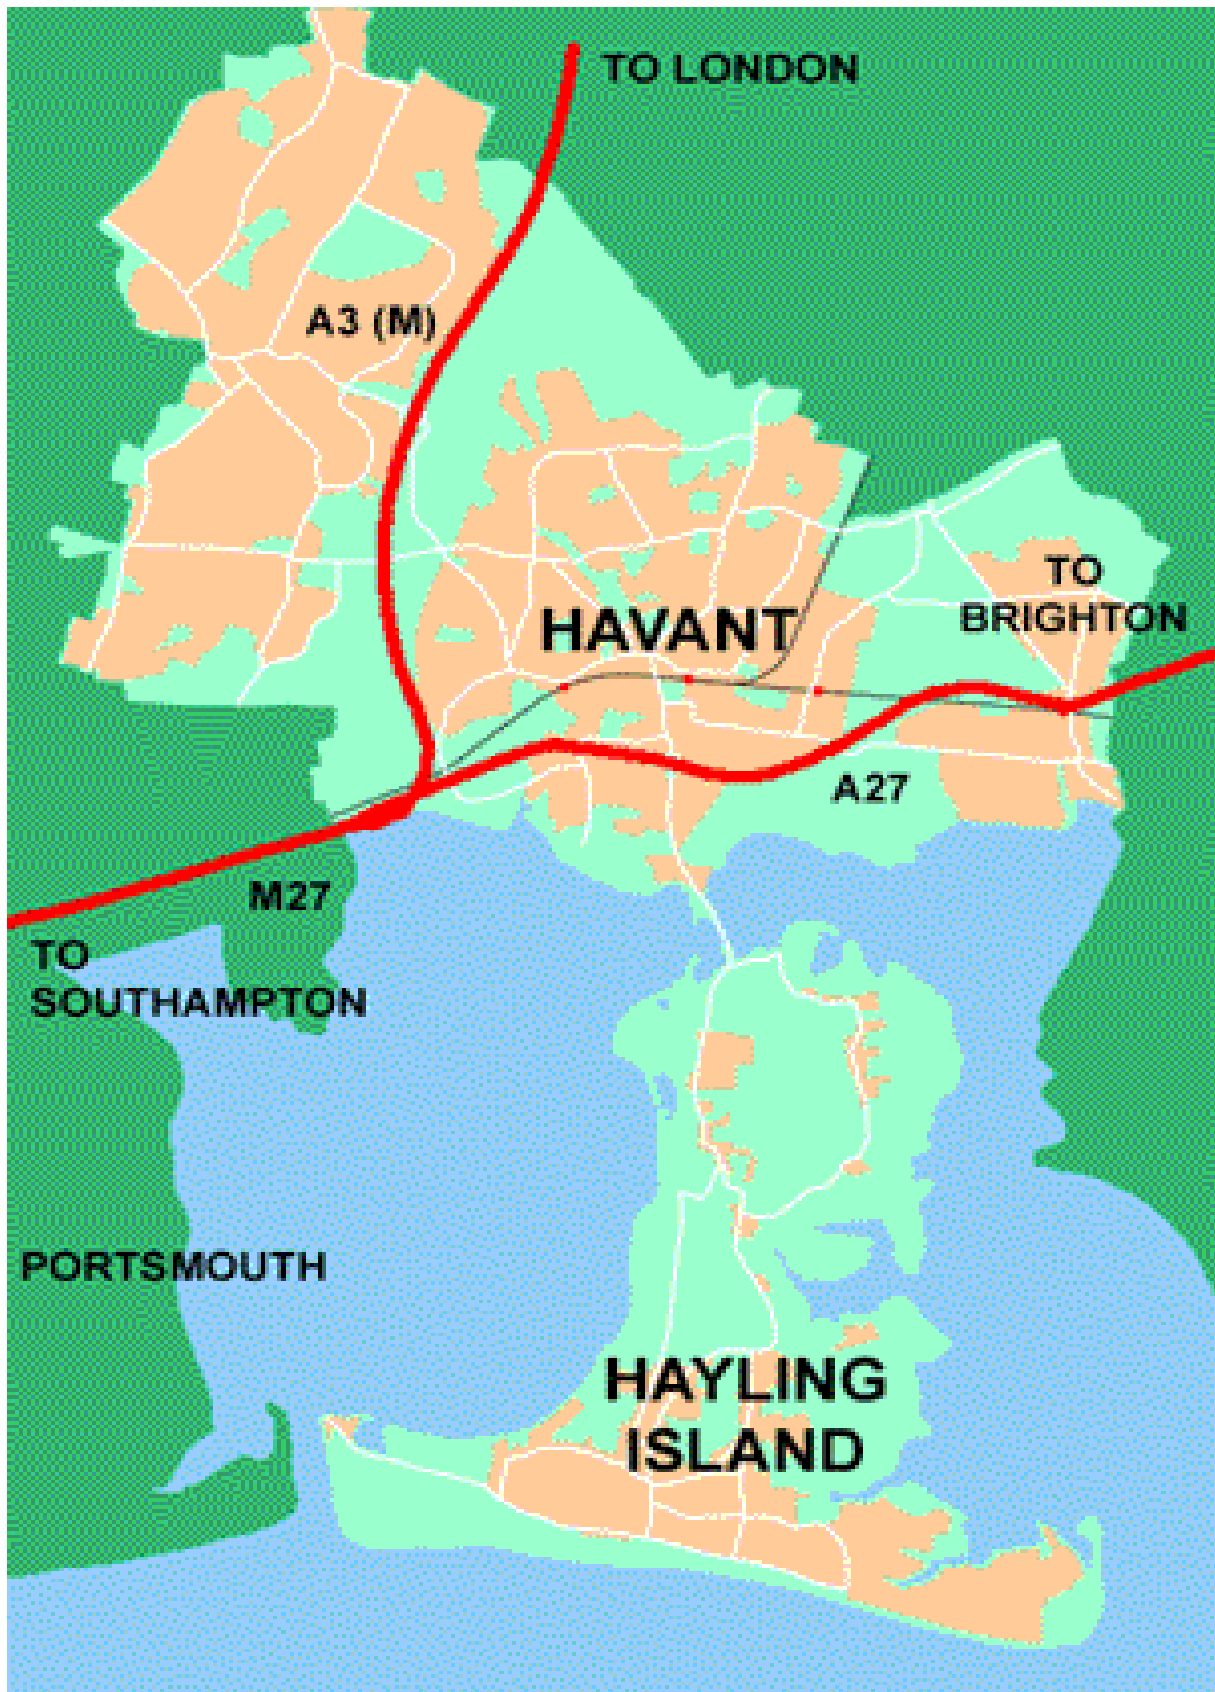 TO LONDON
A3 (M)
TO
BRIGHTON
HAVANT
A27
M27
TO
SOUTHAMPTON
PORTSMOUTH
HAYLING
ISLAND